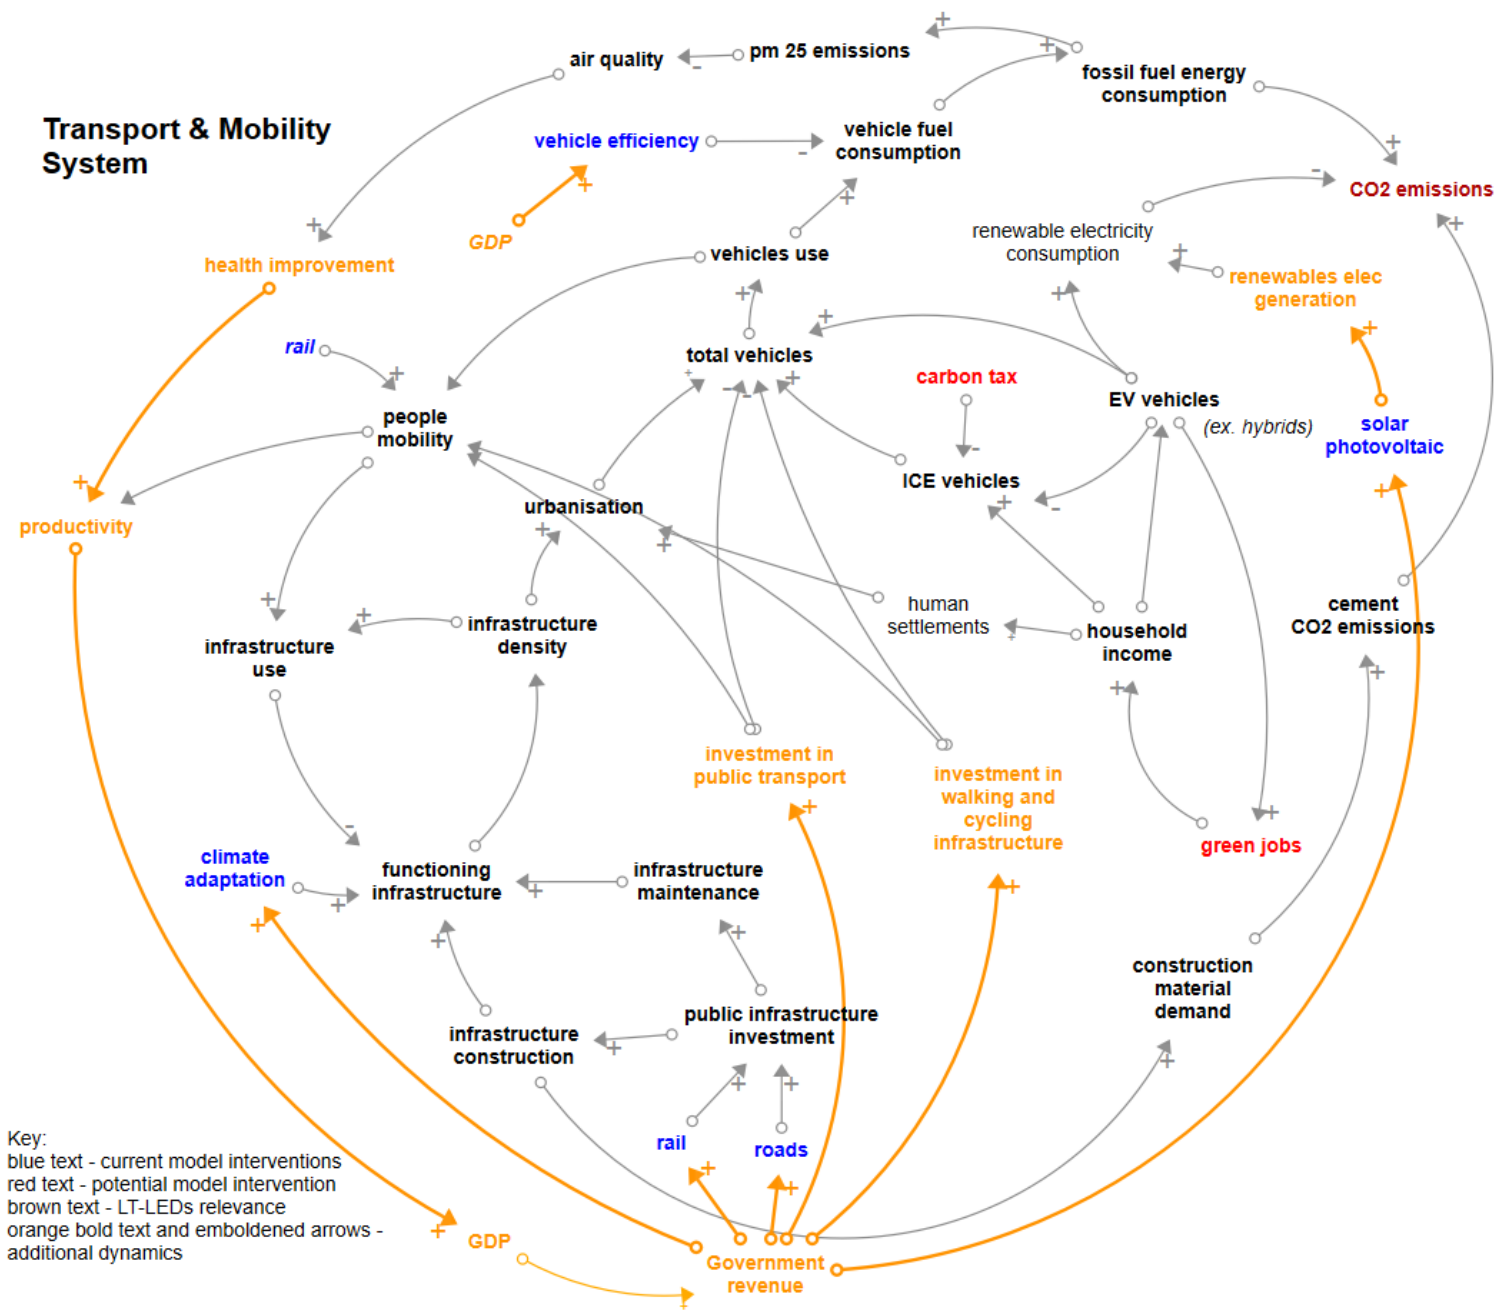 Transport & Mobility
System
air quality
pm 25 emissions
fossil fuel energy
consumption
vehicle efficiency
vehicle fuel
consumption
CO2 emissions
GDP
health improvement
vehicles use
renewable electricity
consumption
renewables elec
generation
rail
total vehicles
carbon tax
EV vehicles
(ex. hybrids)
solar
photovoltaic
people
mobility
ICE vehicles
urbanisation
productivity
infrastructure
density
human
settlements
household
income
cement
CO2 emissions
infrastructure
use
investment in
public transport
investment in
walking and
cycling
infrastructure
green jobs
climate
adaptation
functioning
infrastructure
infrastructure
maintenance
construction
material
demand
infrastructure
construction
public infrastructure
investment
rail
roads
Key:
blue text - current model interventions
red text - potential model intervention
brown text - LT-LEDs relevance
orange bold text and emboldened arrows -
additional dynamics
GDP
Government
revenue